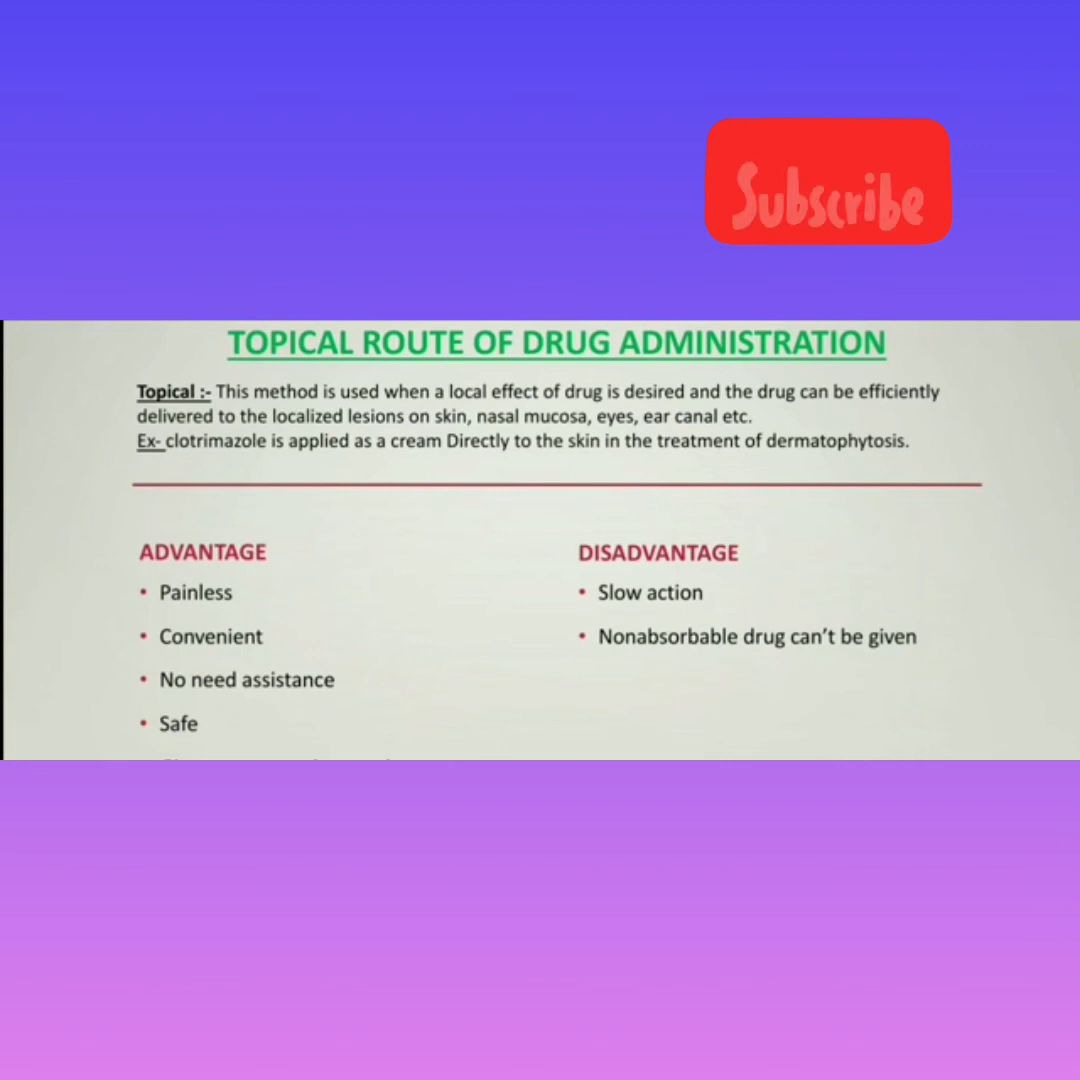 Subscribe
TOPICAL ROUTE OF DRUG ADMINISTRATION
Topical :- This method is used when a local effect of drug is desired and the drug can be efficiently
delivered to the localized lesions on skin, nasal mucosa, eyes, ear canal etc.
Ex- clotrimazole is applied as a cream Directly to the skin in the treatment of dermatophytosis.
ADVANTAGE
• Painless
• Convenient
• No need assistance
• Safe
DISADVANTAGE
• Slow action
• Nonabsorbable drug can't be given